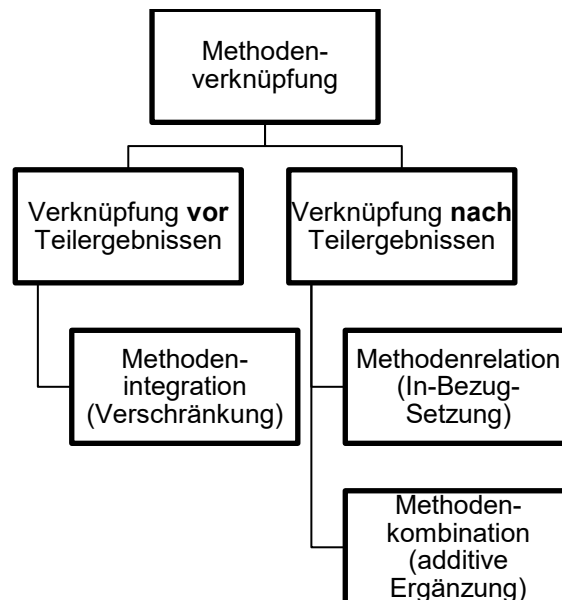 Methoden-
verknüpfung
Verknüpfung vor
Teilergebnissen
Verknüpfung nach
Teilergebnissen
Methoden-
integration
(Verschränkung)
Methodenrelation
(In-Bezug-
Setzung)
Methoden-
kombination
(additive
Ergänzung)